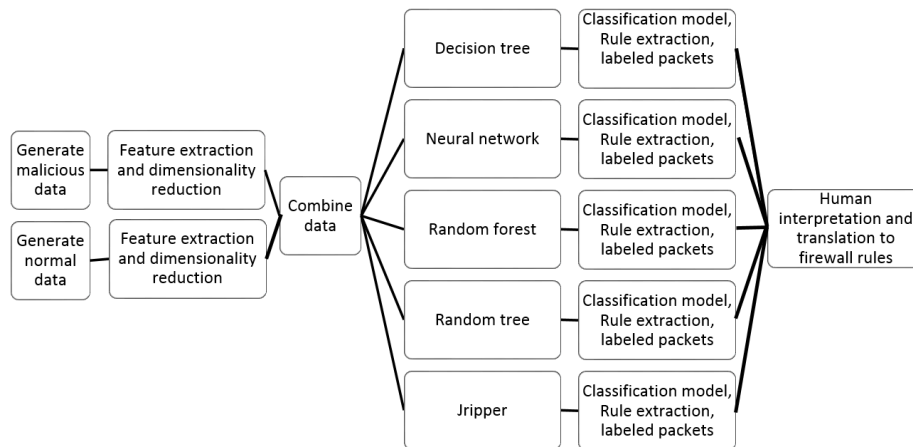 Generate
malicious
data
Feature extraction
and dimensionality
reduction
Generate
normal
data
Feature extraction
and dimensionality
reduction
Combine
data
Decision tree
Classification model,
Rule extraction,
labeled packets
Neural network
Classification model,
Rule extraction,
labeled packets
Random forest
Classification model,
Rule extraction,
labeled packets
Random tree
Classification model,
Rule extraction,
labeled packets
Jripper
Classification model,
Rule extraction,
labeled packets
Human
interpretation and
translation to
firewall rules